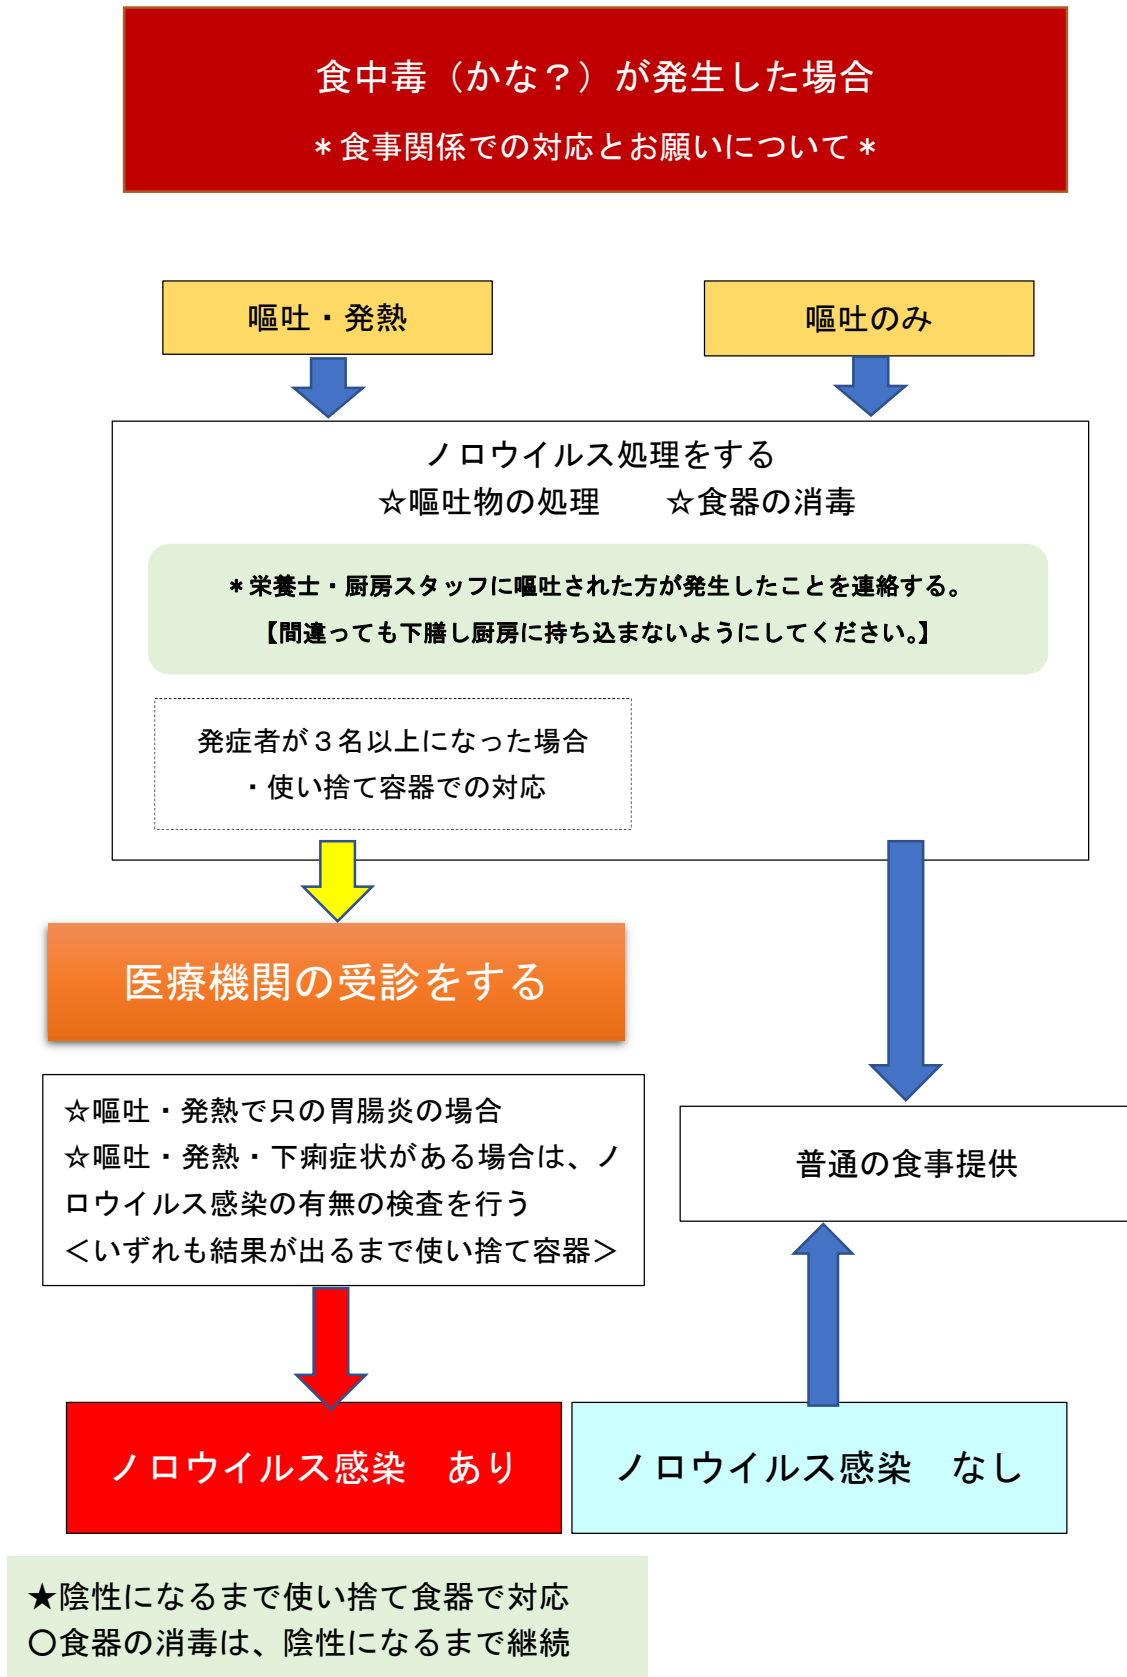 食中毒（かな？）が発生した場合
＊食事関係での対応とお願いについて＊
嘔吐・発熱
嘔吐のみ
ノロウイルス処理をする
☆嘔吐物の処理　　☆食器の消毒
＊栄養士・厨房スタッフに嘔吐された方が発生したことを連絡する。
【間違っても下膳し厨房に持ち込まないようにしてください。】
発症者が３名以上になった場合
・使い捨て容器での対応
医療機関の受診をする
☆嘔吐・発熱で只の胃腸炎の場合
☆嘔吐・発熱・下痢症状がある場合は、ノ
ロウイルス感染の有無の検査を行う
＜いずれも結果が出るまで使い捨て容器＞
普通の食事提供
ノロウイルス感染　あり
ノロウイルス感染　なし
★陰性になるまで使い捨て食器で対応
〇食器の消毒は、陰性になるまで継続